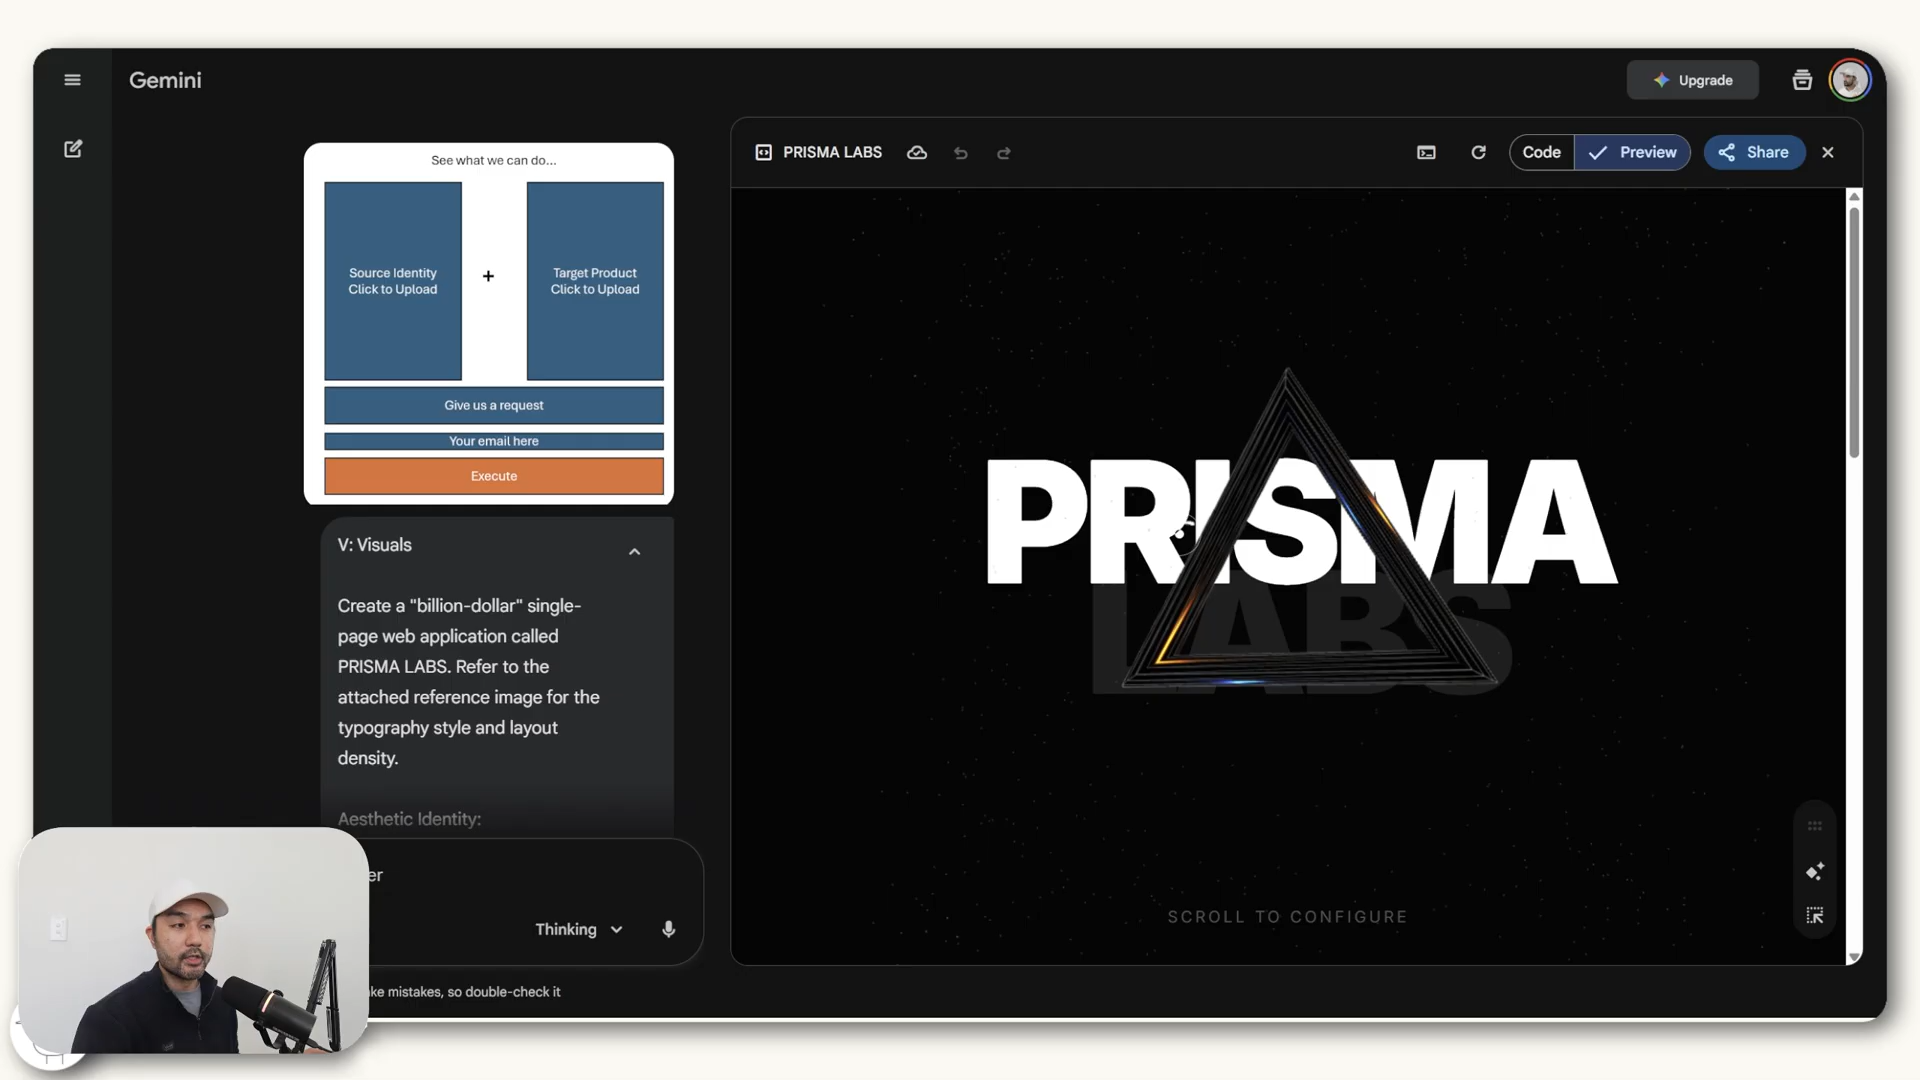 Gemini
Upgrade
See what we can do...
Source Identity
Click to Upload
+
Target Product
Click to Upload
Give us a request
Your email here
Execute
V: Visuals
Create a "billion-dollar" single-
page web application called
PRISMA LABS. Refer to the
attached reference image for the
typography style and layout
density.
Aesthetic Identity:
er
Thinking
ke mistakes, so double-check it
PRISMA LABS
Code
Preview
Share
PRISMA
LABS
SCROLL TO CONFIGURE